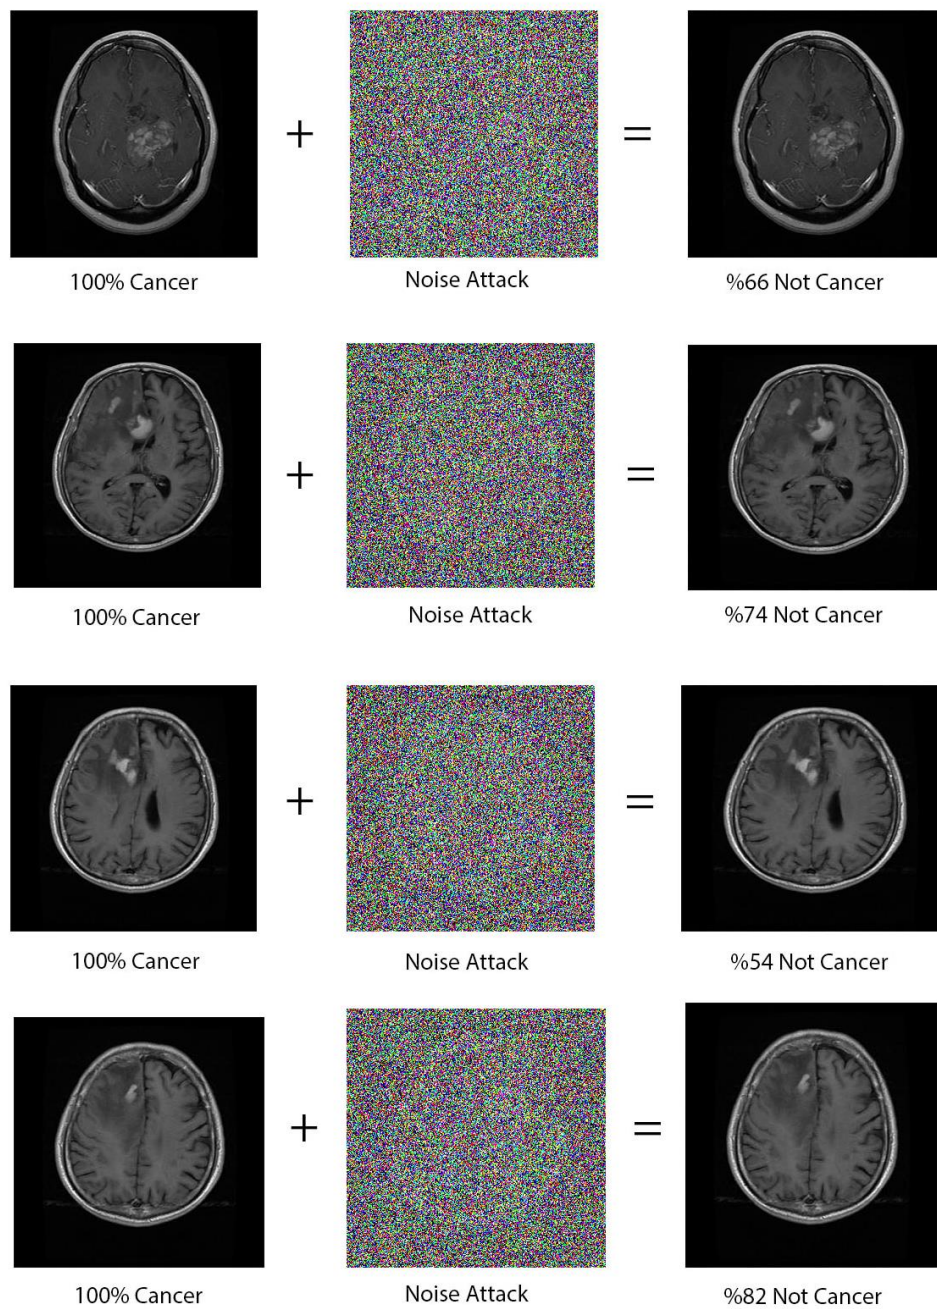 +
=
100% Cancer
Noise Attack
%66 Not Cancer
+
=
100% Cancer
Noise Attack
%74 Not Cancer
+
=
100% Cancer
Noise Attack
%54 Not Cancer
+
=
100% Cancer
Noise Attack
%82 Not Cancer